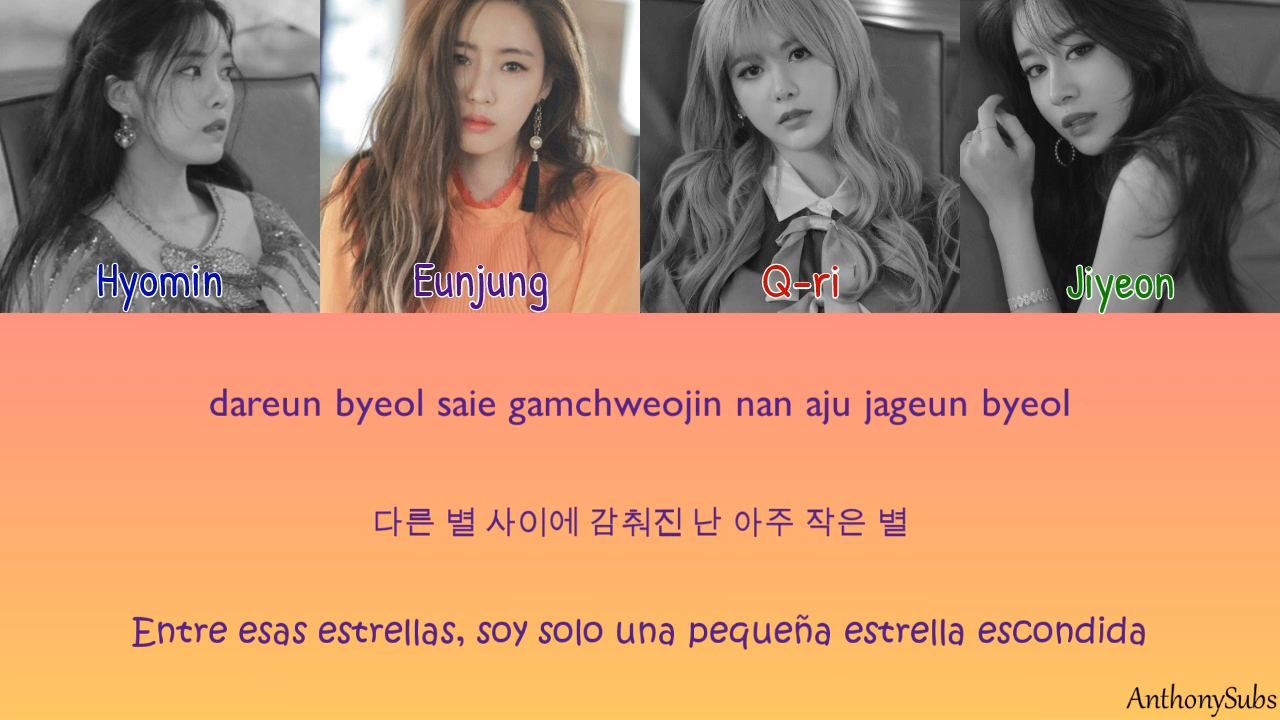 Hyomin
Eunjung
Q-ri
Jiyeon
dareun byeol saie gamchweojin nan aju jageun byeol
다른 별 사이에 감춰진 난 아주 작은 별
Entre esas estrellas, soy solo una pequeña estrella escondida
AnthonySubs